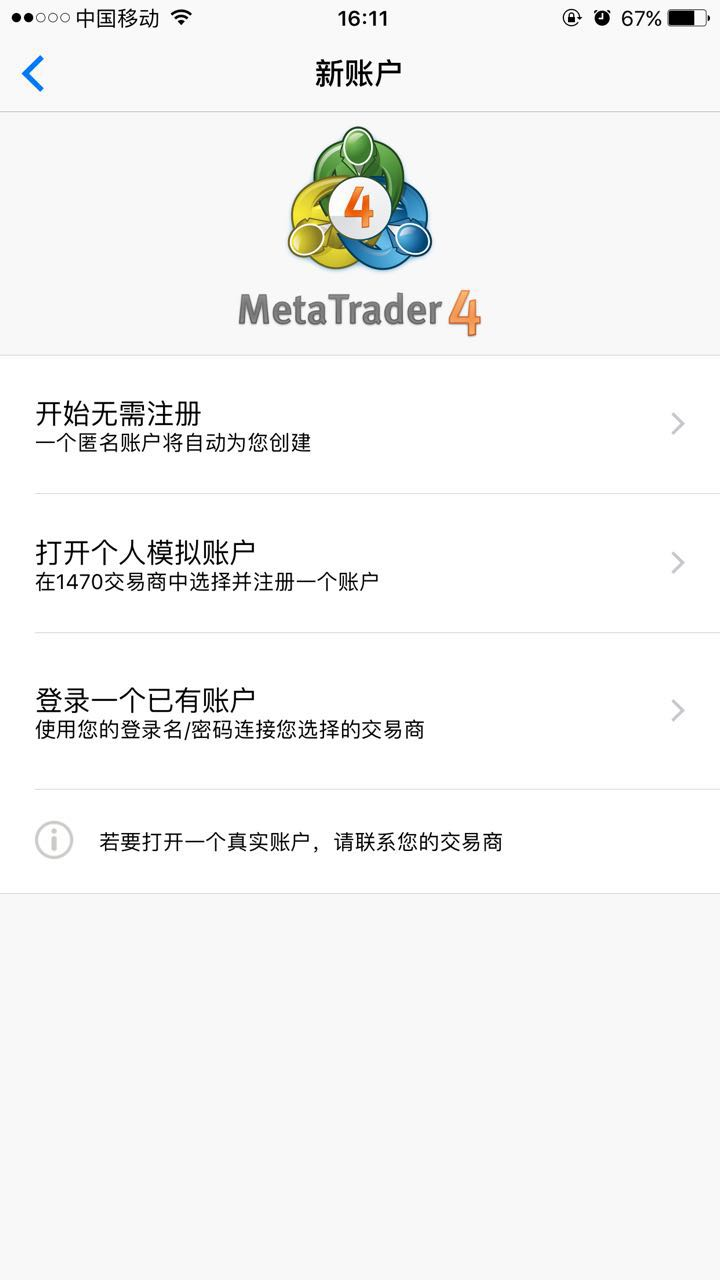 中国移动 16:11 67%
新账户
4
MetaTrader 4
开始无需注册
一个匿名账户将自动为您创建
打开个人模拟账户
在1470交易商中选择并注册一个账户
登录一个已有账户
使用您的登录名/密码连接您选择的交易商
若要打开一个真实账户，请联系您的交易商